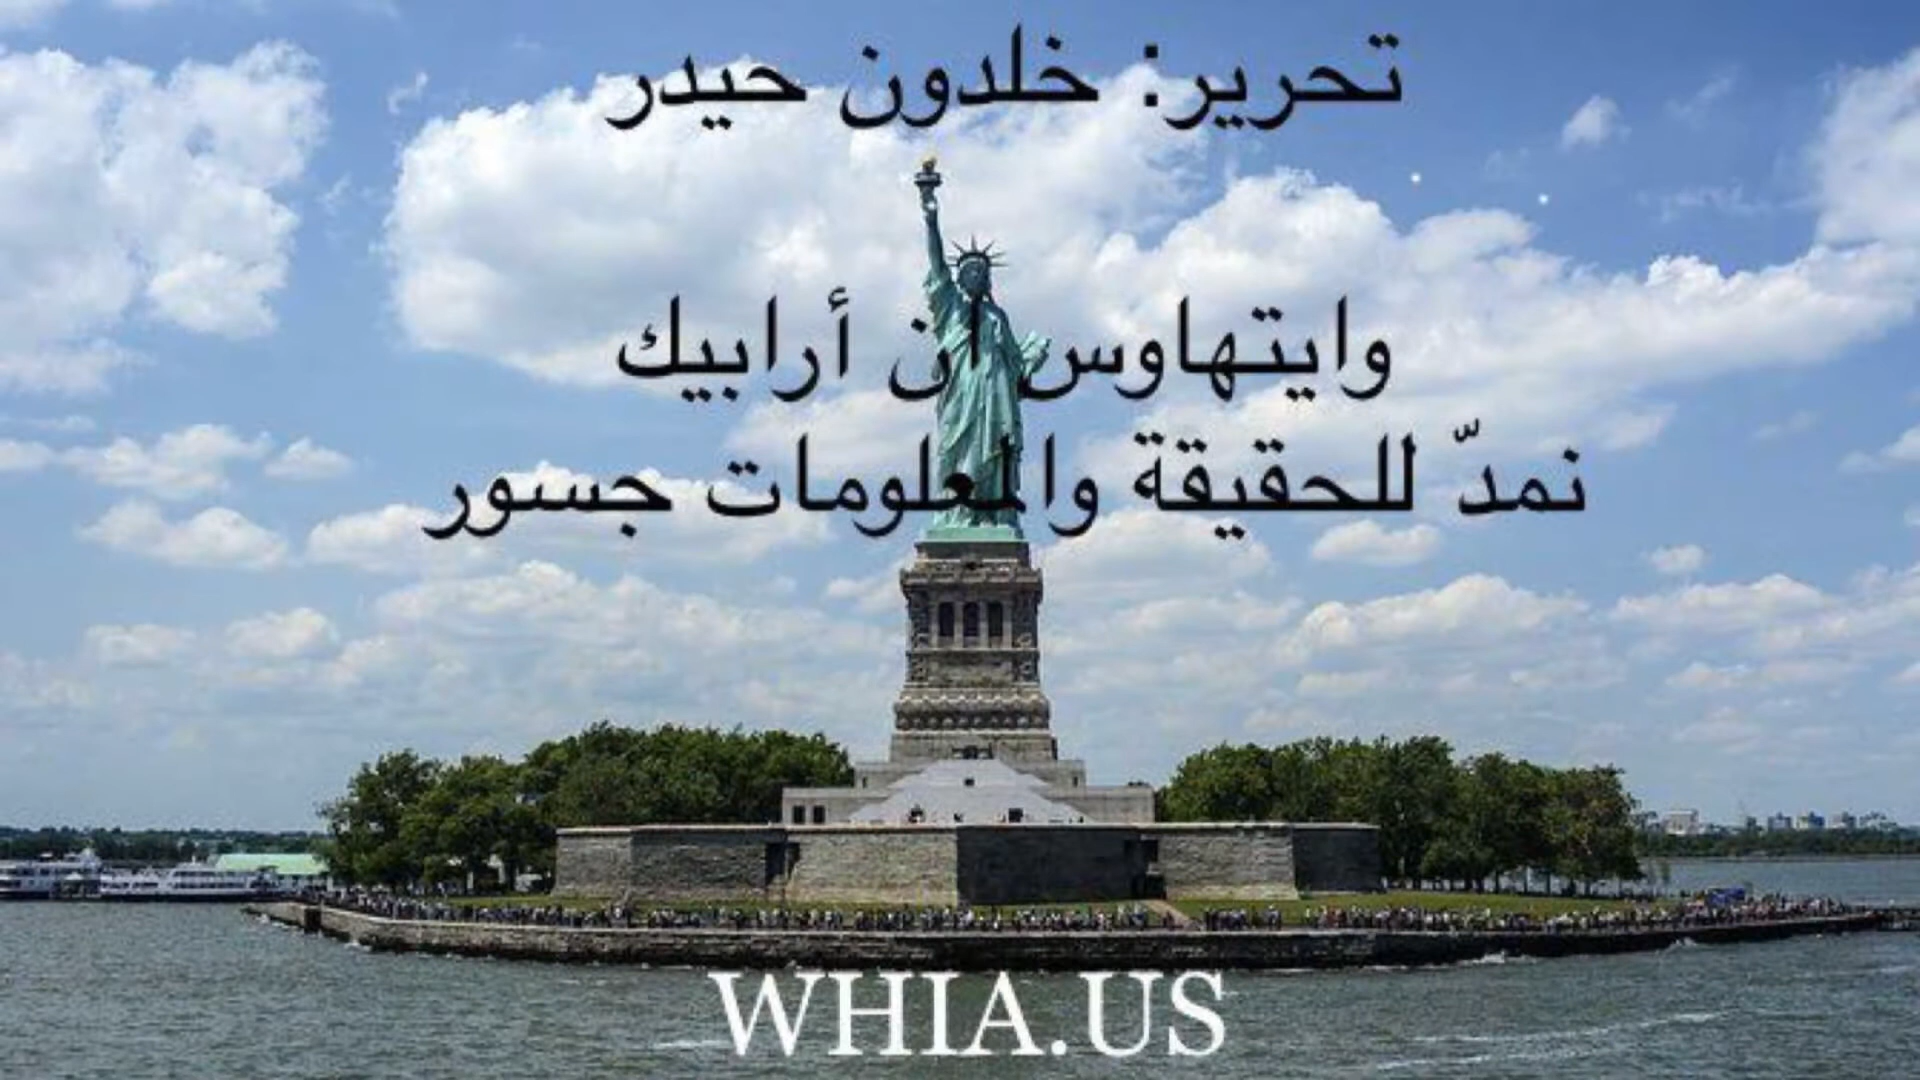 تحرير: خلدون حيدر
وايتهاوس ان أرابيك
نمدّ للحقيقة والمعلومات جسور
WHIA.US